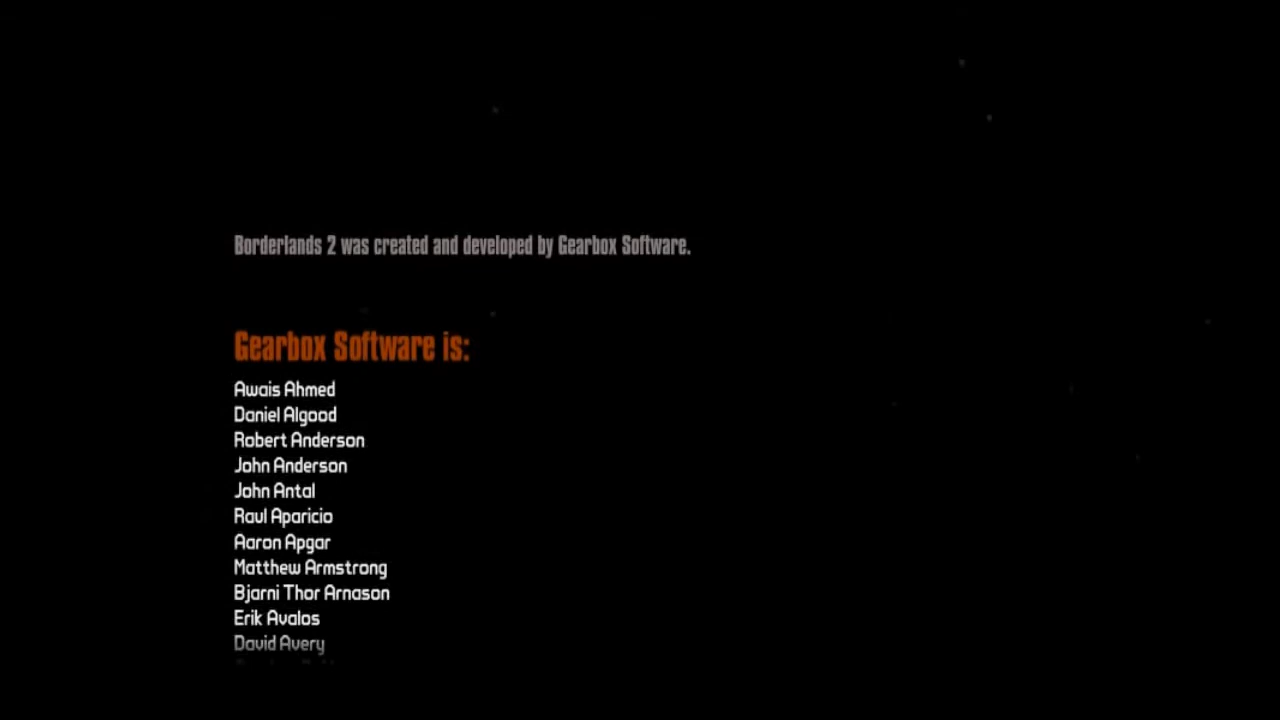 Borderlands 2 was created and developed by Gearbox Software.
Gearbox Software is:
Awais Ahmed
Daniel Algood
Robert Anderson
John Anderson
John Antal
Raul Aparicio
Aaron Apgar
Matthew Armstrong
Bjarni Thor Arnason
Erik Avalos
David Avery